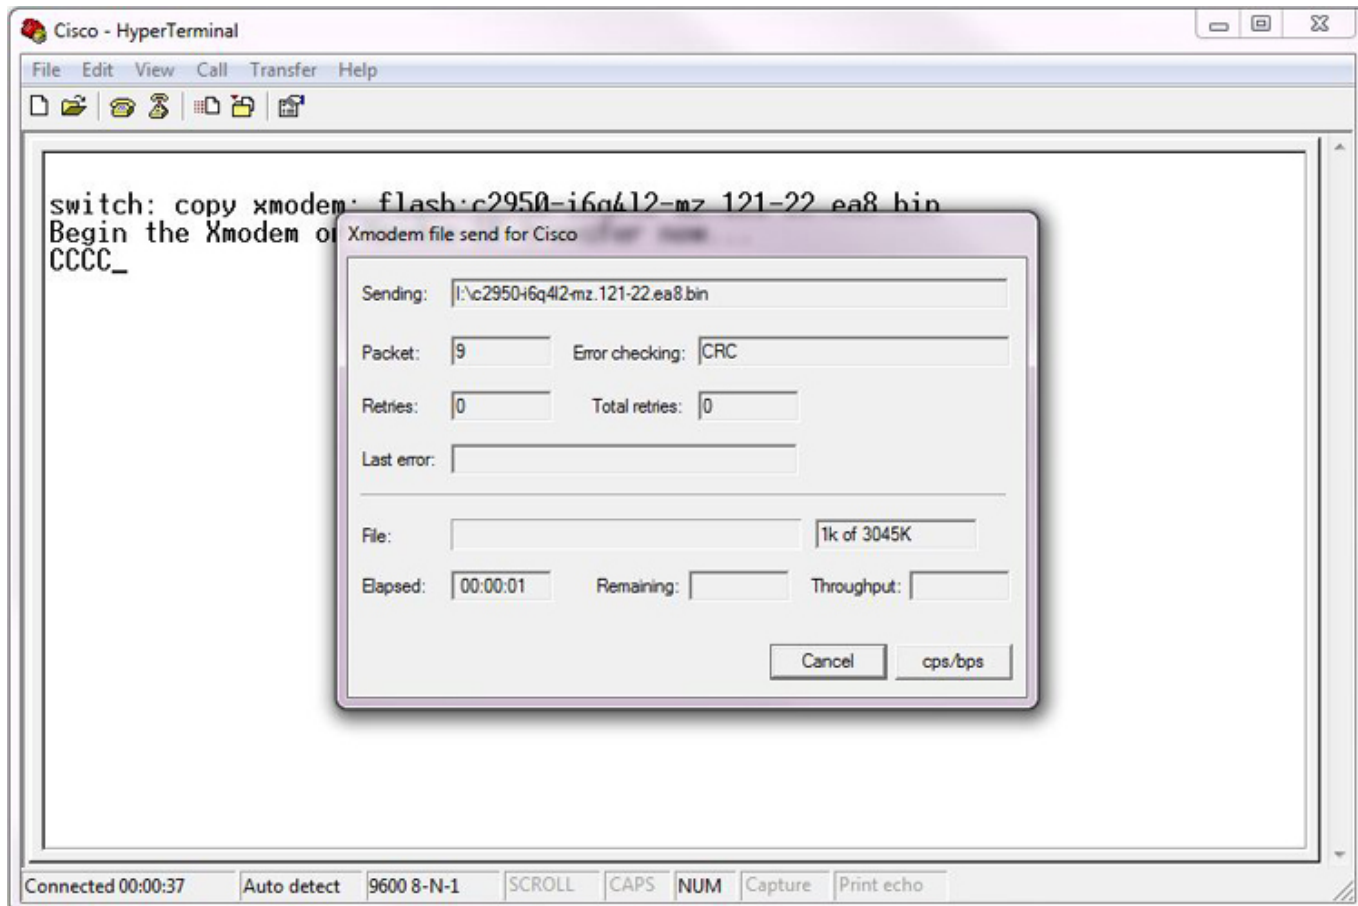 Cisco - HyperTerminal
File Edit View Call Transfer Help
switch: copy xmodem: flash:c2950-i6q4l2-mz.121-22.ea8.bin
Begin the Xmodem or now...
CCCC_
Xmodem file send for Cisco
Sending: I:\c2950-i6q4l2-mz.121-22.ea8.bin
Packet: 9 Error checking: CRC
Retries: 0 Total retries: 0
Last error:
File: 1k of 3045K
Elapsed: 00:00:01 Remaining: Throughput:
Cancel cps/bps
Connected 00:00:37 Auto detect 9600 8-N-1 SCROLL CAPS NUM Capture Print echo